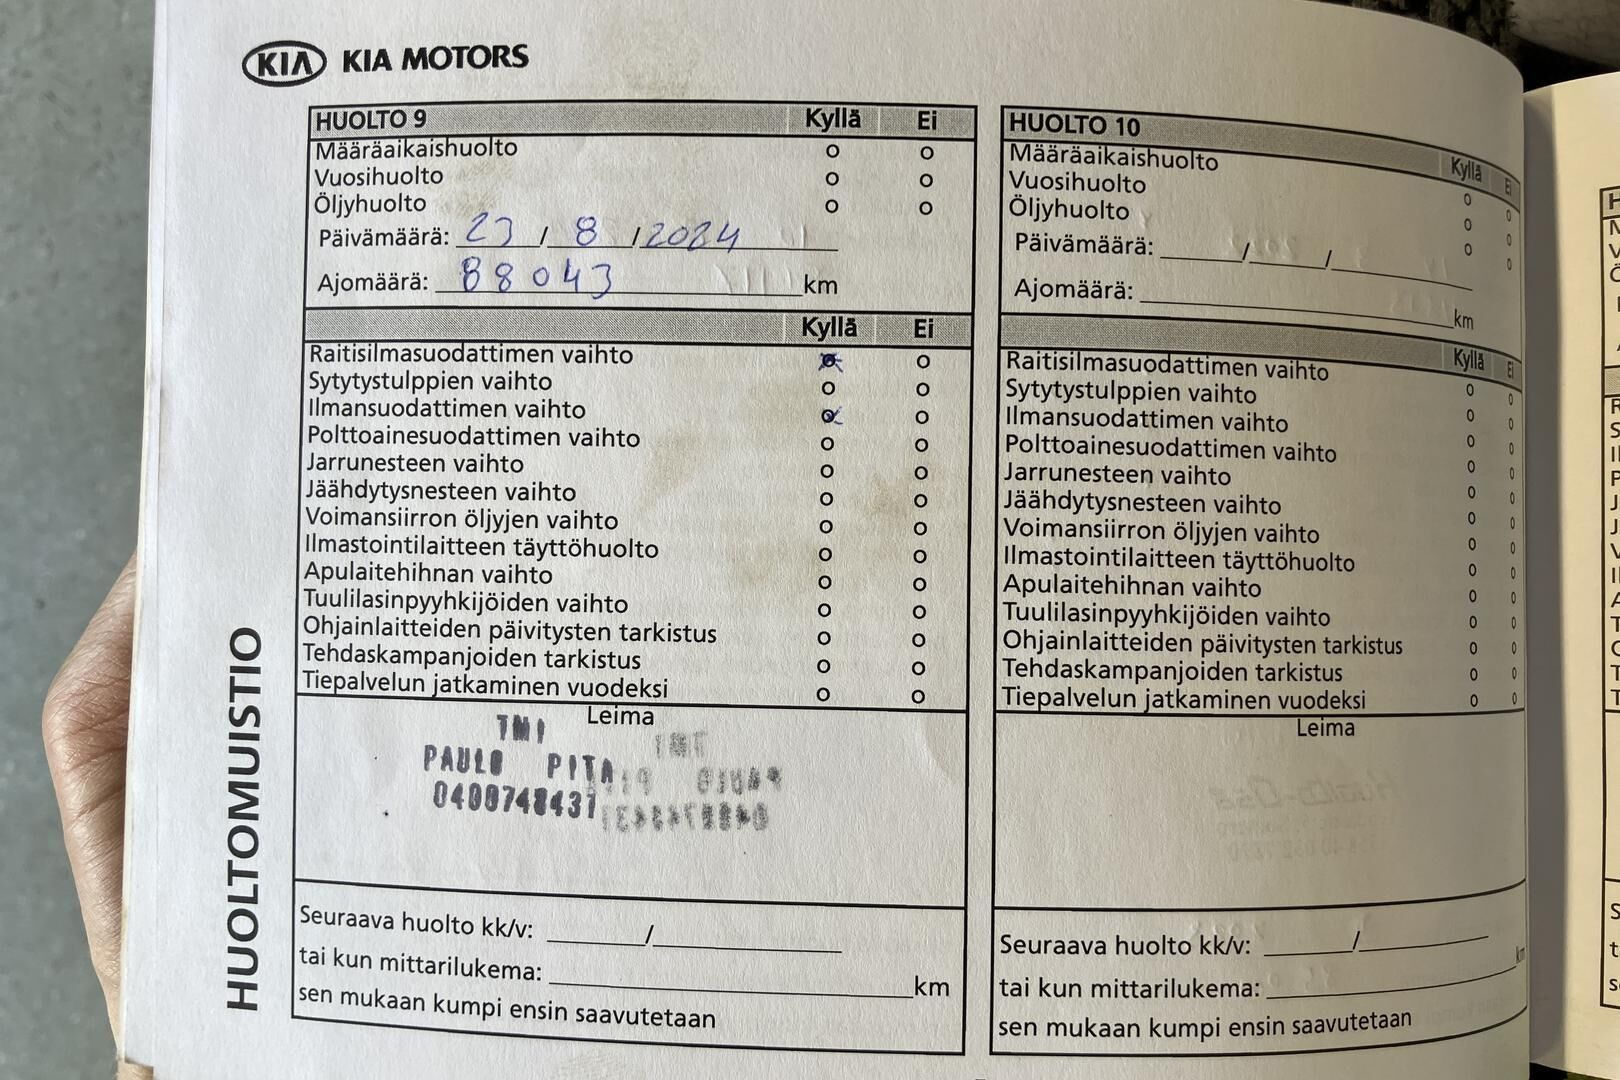 KIA KIA MOTORS
HUOLTO 9 Kyllä Ei
Määräaikaishuolto o o
Vuosihuolto o o
Öljyhuolto o o
Päivämäärä: 23 / 8 / 2024
Ajomäärä: 88043 km
Kyllä Ei
Raitisilmasuodattimen vaihto o o
Sytytystulppien vaihto o o
Ilmansuodattimen vaihto o o
Polttoainesuodattimen vaihto o o
Jarrunesteen vaihto o o
Jäähdytysnesteen vaihto o o
Voimansiirron öljyjen vaihto o o
Ilmastointilaitteen täyttöhuolto o o
Apulaitehihnan vaihto o o
Tuulilasinpyyhkijöiden vaihto o o
Ohjainlaitteiden päivitysten tarkistus o o
Tehdaskampanjoiden tarkistus o o
Tiepalvelun jatkaminen vuodeksi o o
Leima
TMI
PAULO PITA
0400748437
Seuraava huolto kk/v: /
tai kun mittarilukema: km
sen mukaan kumpi ensin saavutetaan
HUOLTO 10 Kyllä Ei
Määräaikaishuolto o o
Vuosihuolto o o
Öljyhuolto o o
Päivämäärä: / /
Ajomäärä: km
Kyllä Ei
Raitisilmasuodattimen vaihto o o
Sytytystulppien vaihto o o
Ilmansuodattimen vaihto o o
Polttoainesuodattimen vaihto o o
Jarrunesteen vaihto o o
Jäähdytysnesteen vaihto o o
Voimansiirron öljyjen vaihto o o
Ilmastointilaitteen täyttöhuolto o o
Apulaitehihnan vaihto o o
Tuulilasinpyyhkijöiden vaihto o o
Ohjainlaitteiden päivitysten tarkistus o o
Tehdaskampanjoiden tarkistus o o
Tiepalvelun jatkaminen vuodeksi o o
Leima
Seuraava huolto kk/v: /
tai kun mittarilukema: km
sen mukaan kumpi ensin saavutetaan
HUOLTOMUISTIO